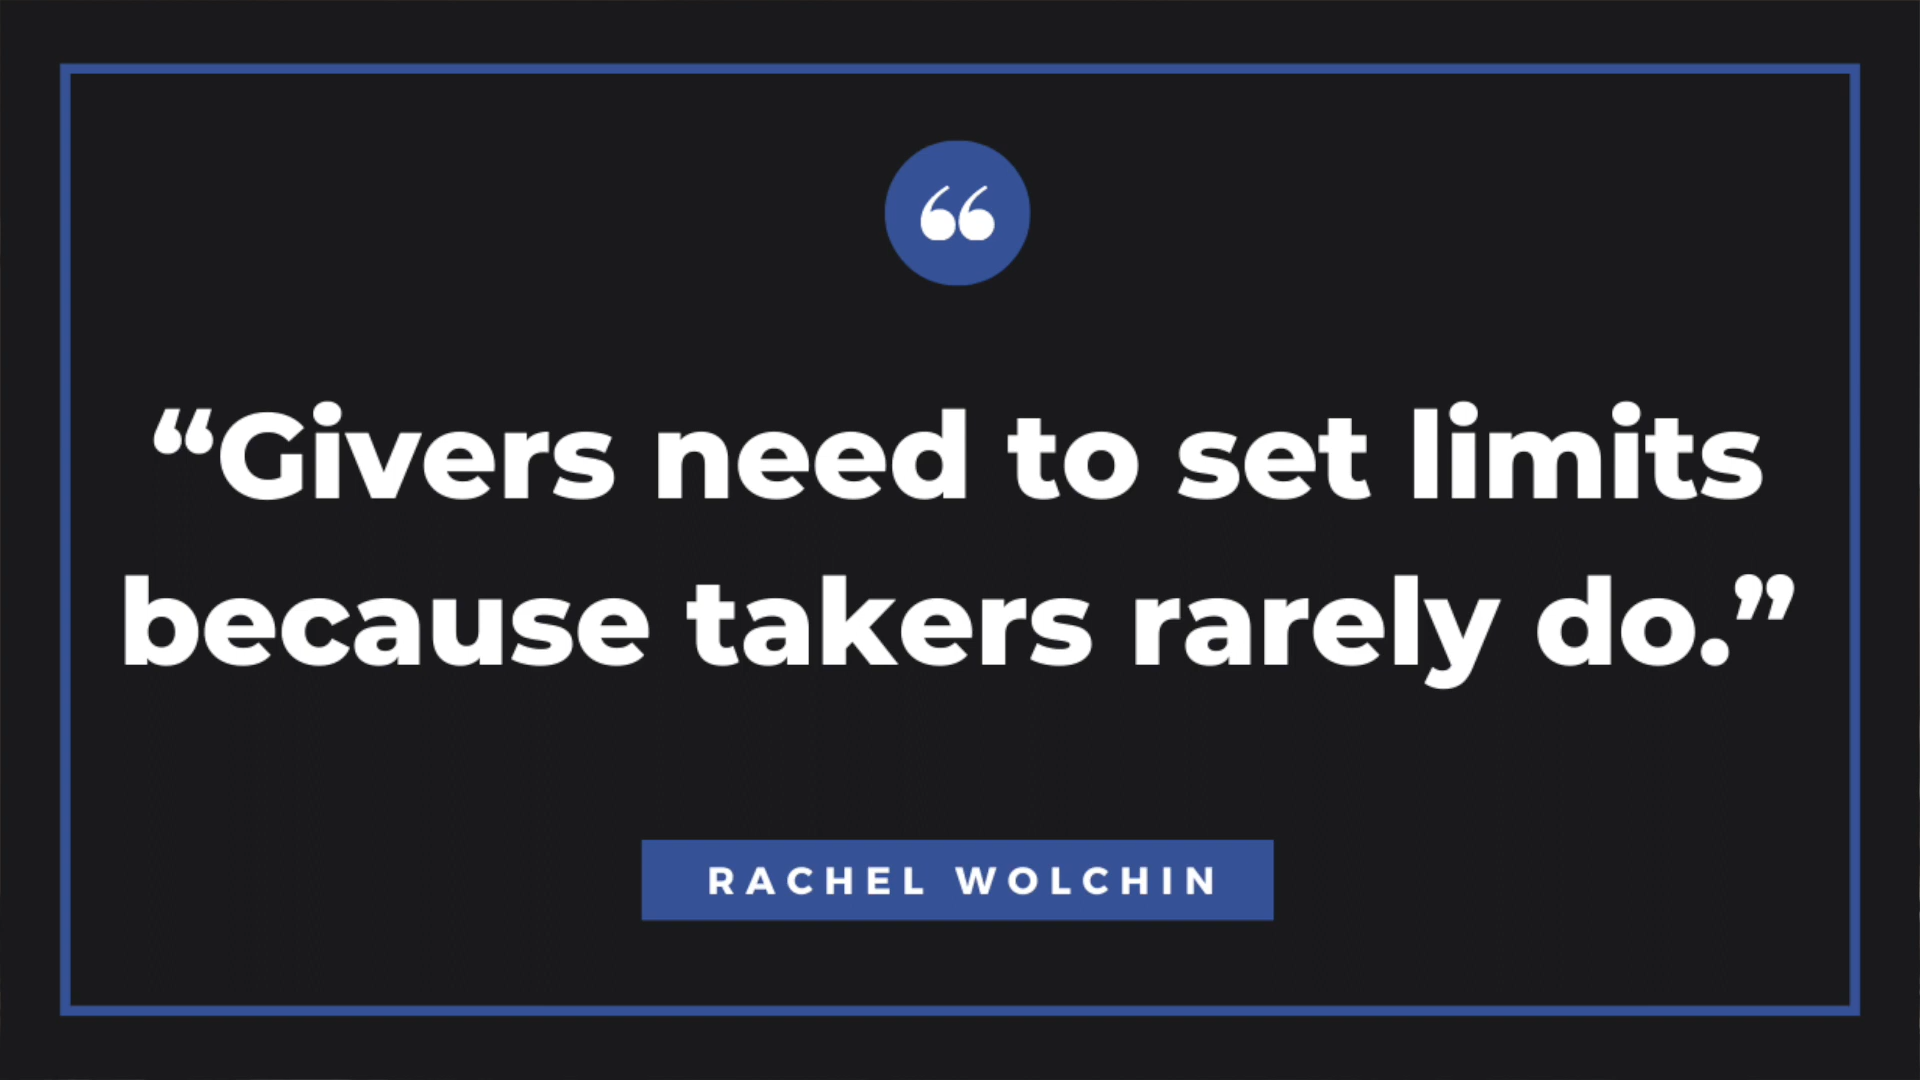 “
“Givers need to set limits
because takers rarely do.”
RACHEL WOLCHIN